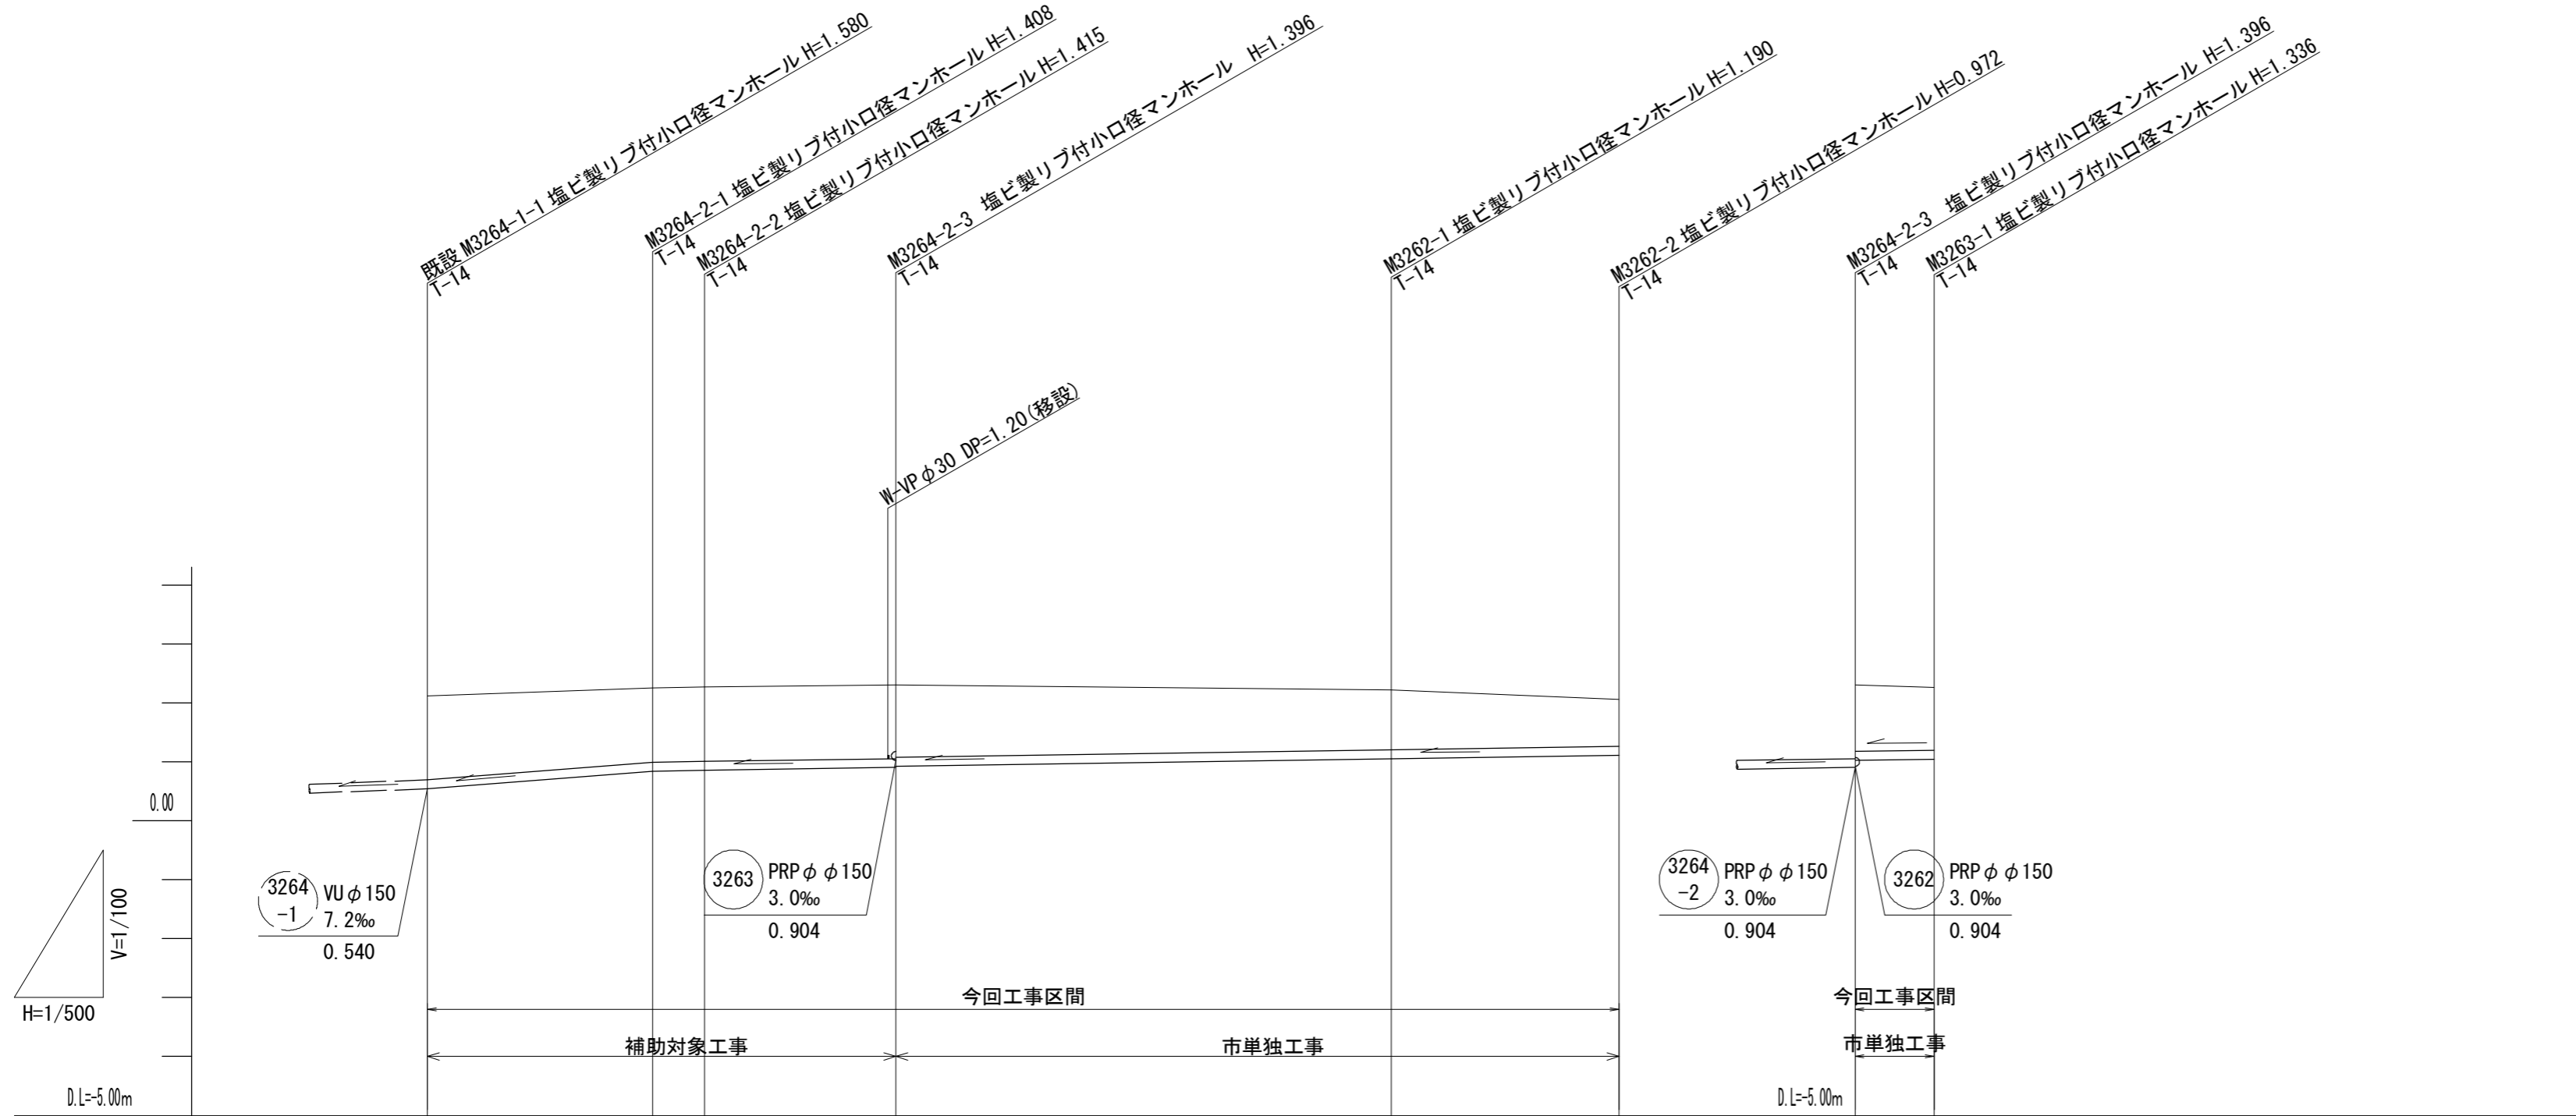 既設 M3264-1-1 塩ビ製リブ付小口径マンホール H=1.580
T-14
M3264-2-1 塩ビ製リブ付小口径マンホール H=1.408
T-14
M3264-2-2 塩ビ製リブ付小口径マンホール H=1.415
T-14
M3264-2-3 塩ビ製リブ付小口径マンホール H=1.396
T-14
M3262-1 塩ビ製リブ付小口径マンホール H=1.190
T-14
M3262-2 塩ビ製リブ付小口径マンホール H=0.972
T-14
M3264-2-3 塩ビ製リブ付小口径マンホール H=1.396
T-14
M3263-1 塩ビ製リブ付小口径マンホール H=1.336
T-14
W-VPφ30 DP=1.20(移設)
0.00
V=1/100
H=1/500
3264
-1
VUφ150
7.2‰
0.540
3263
PRPφφ150
3.0‰
0.904
3264
-2
PRPφφ150
3.0‰
0.904
3262
PRPφφ150
3.0‰
0.904
今回工事区間
今回工事区間
補助対象工事
市単独工事
市単独工事
D.L=-5.00m
D.L=-5.00m